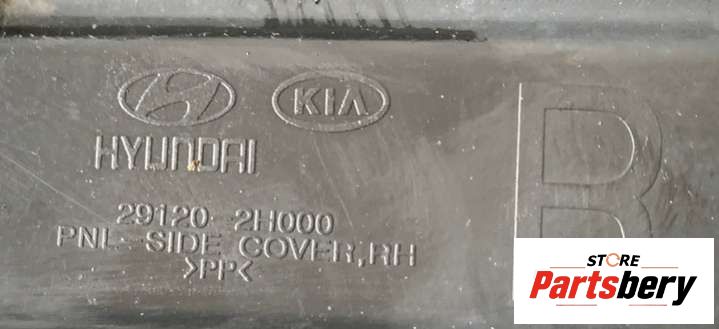 KIA
HYUNDAI
29120-2H000
PNL-SIDE COVER,RH
>PP<
B
STORE
Partsbery